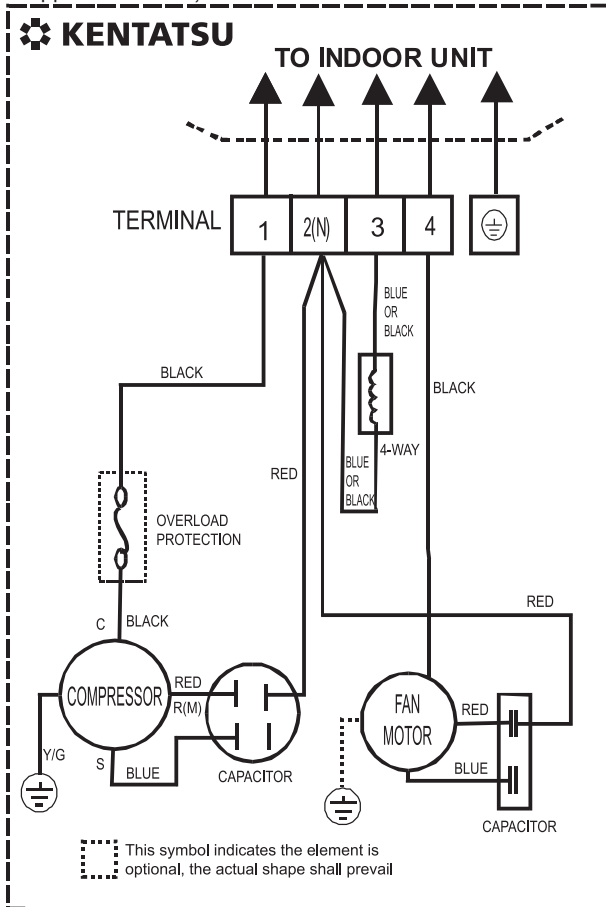 KENTATSU
TO INDOOR UNIT
TERMINAL
1
2(N)
3
4
BLUE
OR
BLACK
BLACK
BLACK
4-WAY
RED
BLUE
OR
BLACK
OVERLOAD
PROTECTION
RED
C
BLACK
COMPRESSOR
RED
R(M)
FAN
MOTOR
RED
Y/G
S
BLUE
CAPACITOR
BLUE
CAPACITOR
This symbol indicates the element is
optional, the actual shape shall prevail